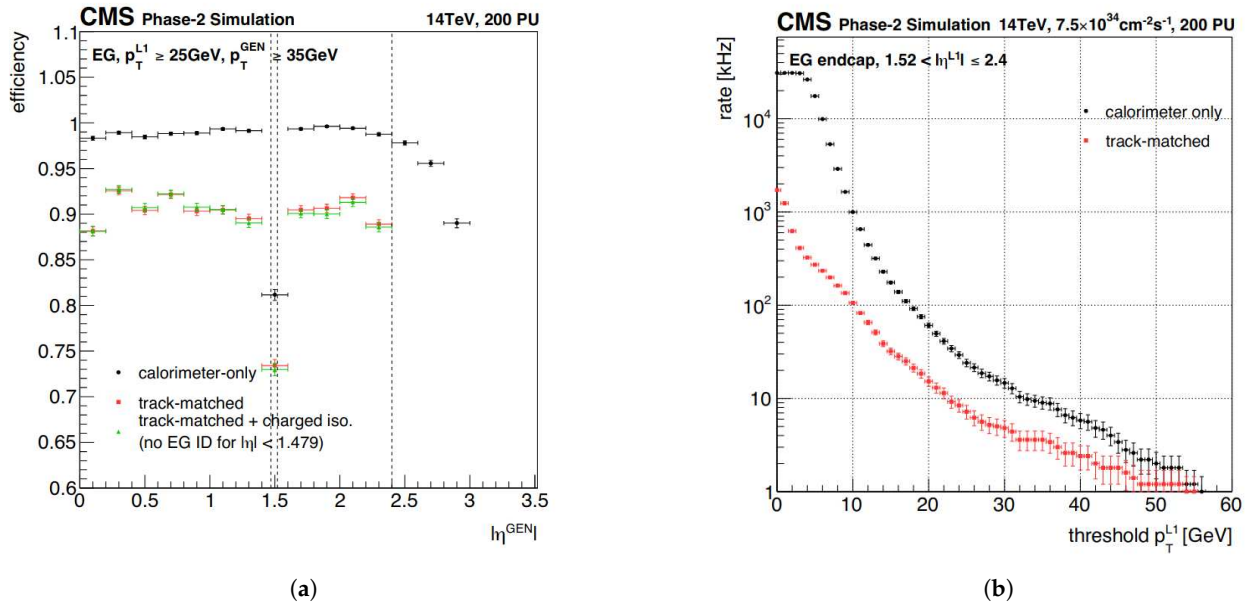 CMS Phase-2 Simulation 14TeV, 200 PU
efficiency
1.1
1.05
1
0.95
0.9
0.85
0.8
0.75
0.7
0.65
0.6
EG, p_T^L1 ≥ 25GeV, p_T^GEN ≥ 35GeV
calorimeter-only
track-matched
track-matched + charged iso.
(no EG ID for |η| < 1.479)
0 0.5 1 1.5 2 2.5 3 3.5
|η^GEN|
(a)
CMS Phase-2 Simulation 14TeV, 7.5×10^34cm^-2s^-1, 200 PU
rate [kHz]
10^4
10^3
10^2
10
1
EG endcap, 1.52 < |η^L1| ≤ 2.4
calorimeter only
track-matched
0 10 20 30 40 50 60
threshold p_T^L1 [GeV]
(b)